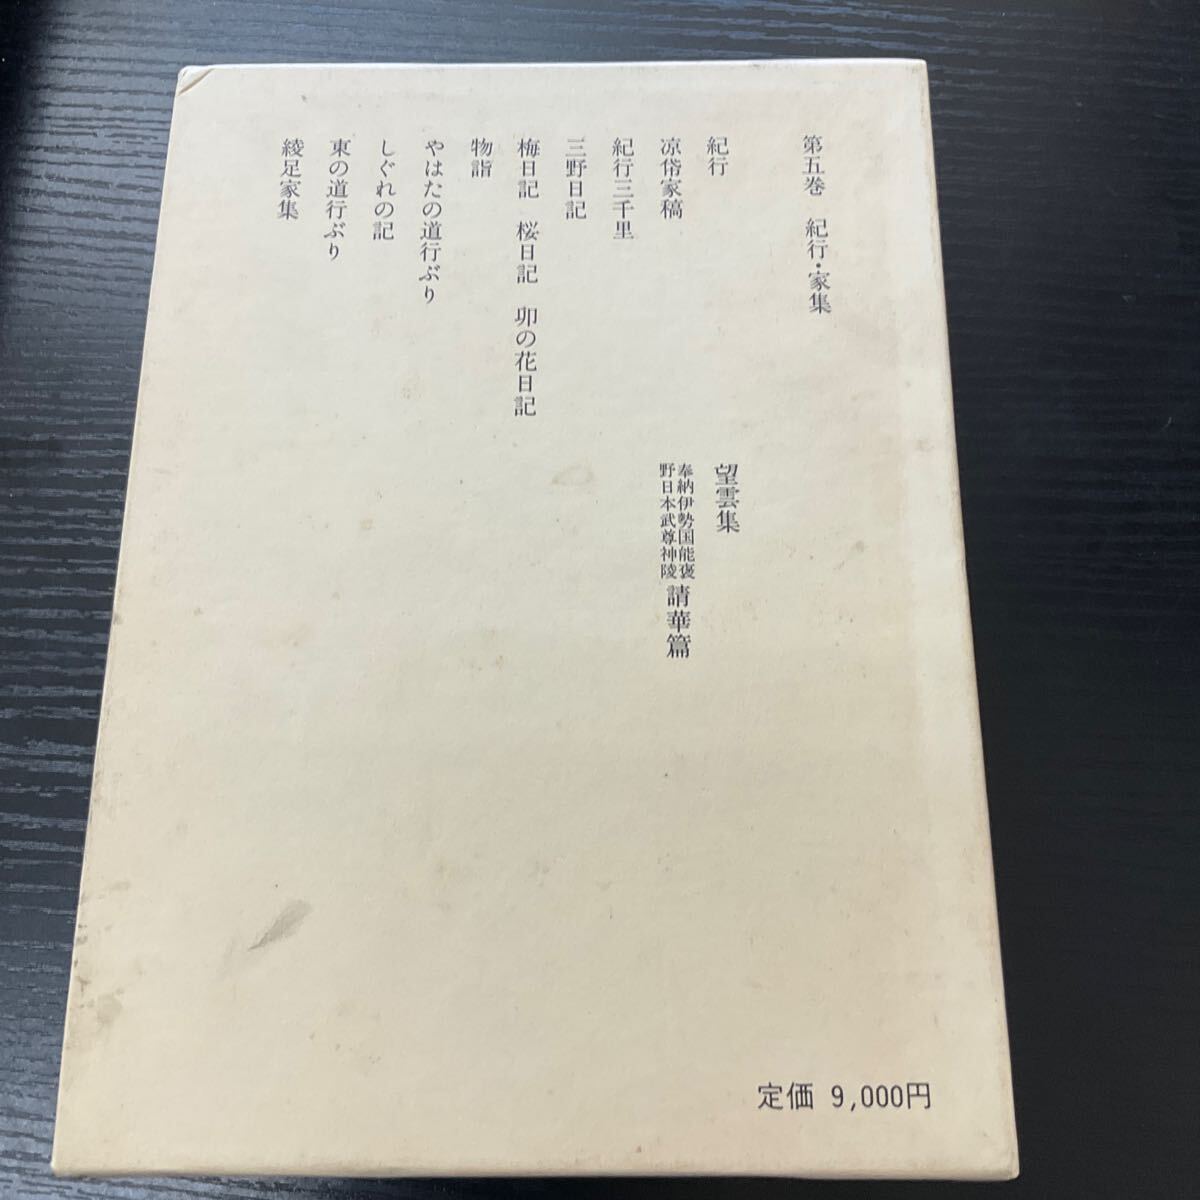 第五巻　紀行・家集
紀行
凉帒家稿
紀行三千里
三野日記
梅日記　桜日記　卯の花日記
物詣
やはたの道行ぶり
しぐれの記
東の道行ぶり
綾足家集
望雲集
奉納伊勢国能褒
野日本武尊神陵
請華篇
定価 9,000円